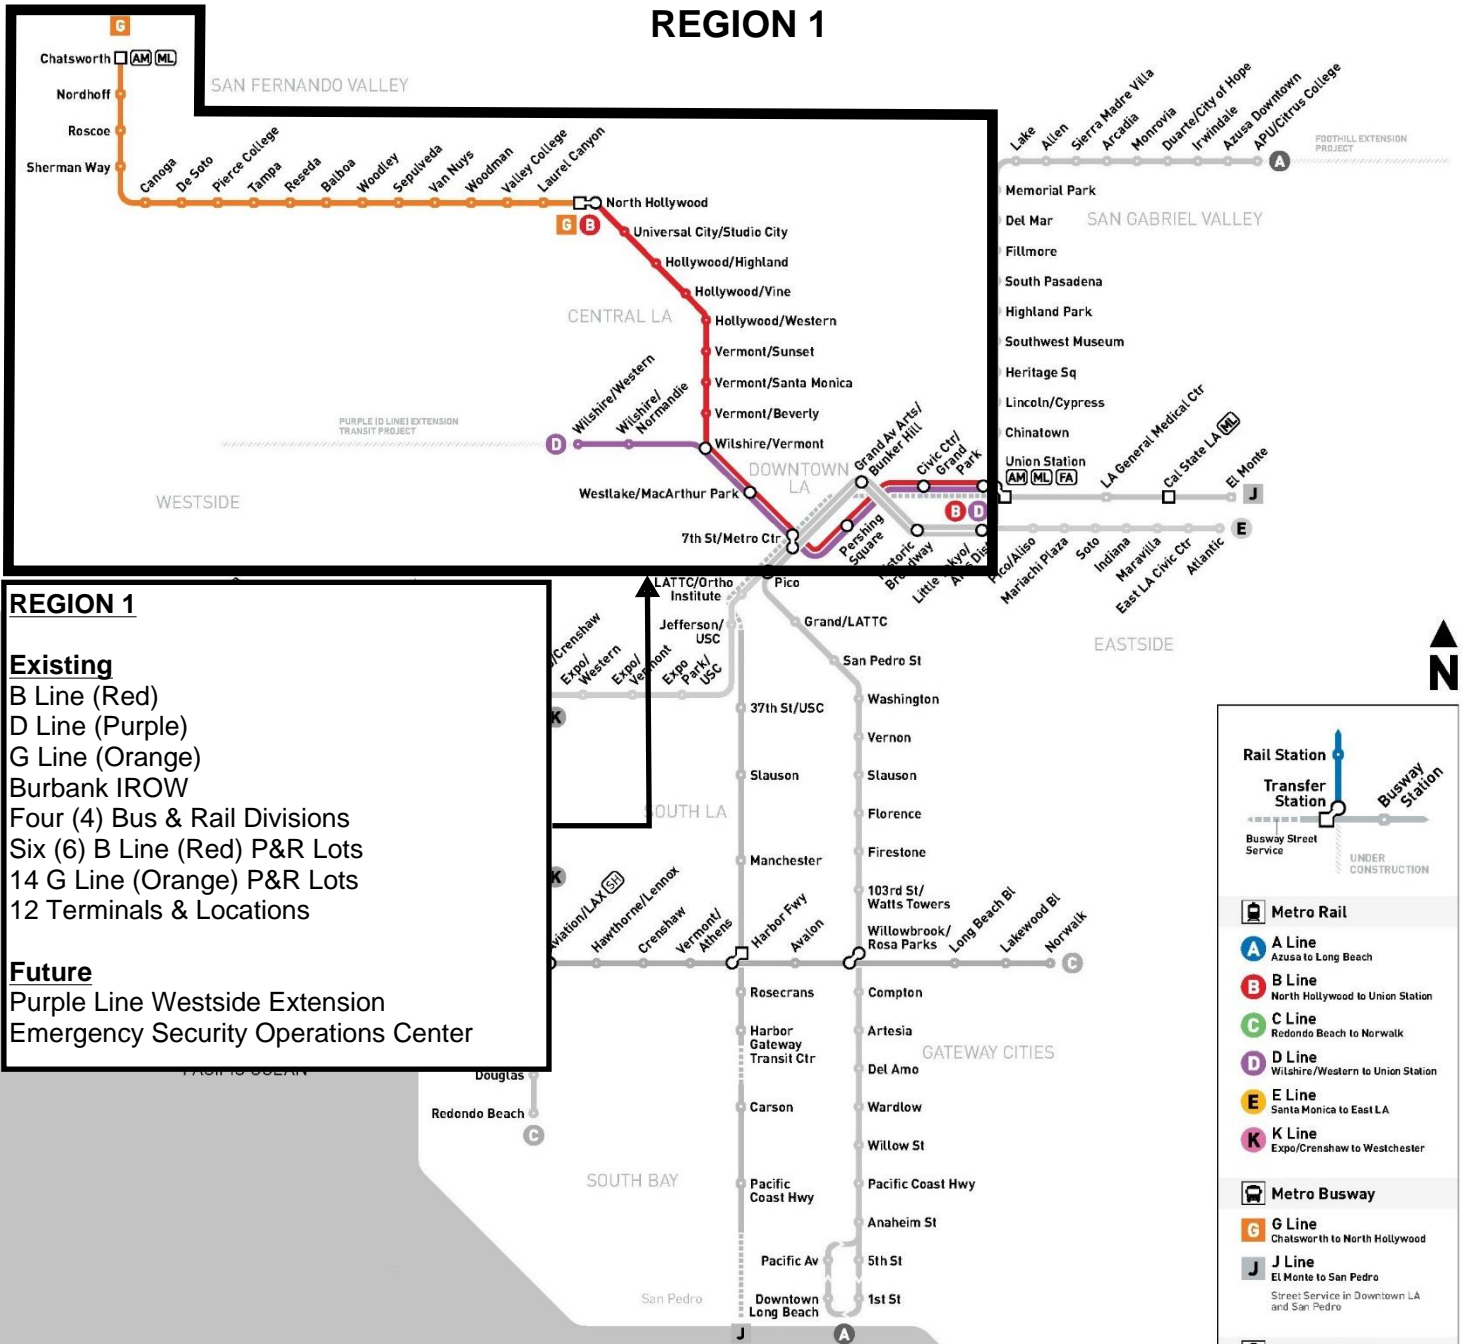 REGION 1
G
Chatsworth AM ML
Nordhoff
Roscoe
Sherman Way
SAN FERNANDO VALLEY
Canoga
De Soto
Pierce College
Tampa
Reseda
Balboa
Woodley
Sepulveda
Van Nuys
Woodman
Valley College
Laurel Canyon
North Hollywood
G B
Universal City/Studio City
Hollywood/Highland
Hollywood/Vine
Hollywood/Western
Vermont/Sunset
Vermont/Santa Monica
Vermont/Beverly
Wilshire/Vermont
CENTRAL LA
PURPLE (D LINE) EXTENSION
TRANSIT PROJECT
D
Wilshire/Western
Wilshire/
Normandie
WESTSIDE
Westlake/MacArthur Park
7th St/Metro Ctr
DOWNTOWN
LA
Pershing
Square
Grand Av Arts/
Bunker Hill
Civic Ctr/
Grand
Park
Historic
Broadway
Little Tokyo/
Arts Dist
B D
Lake
Allen
Sierra Madre Villa
Arcadia
Monrovia
Duarte/City of Hope
Irwindale
Azusa Downtown
APU/Citrus College
A
FOOTHILL EXTENSION
PROJECT
Memorial Park
Del Mar
SAN GABRIEL VALLEY
Fillmore
South Pasadena
Highland Park
Southwest Museum
Heritage Sq
Lincoln/Cypress
Chinatown
Union Station
AM ML FA
LA General Medical Ctr
Cal State LA ML
El Monte
J
Pico/Aliso
Mariachi Plaza
Soto
Indiana
Maravilla
East LA Civic Ctr
Atlantic
E
EASTSIDE
N
REGION 1
Existing
B Line (Red)
D Line (Purple)
G Line (Orange)
Burbank IROW
Four (4) Bus & Rail Divisions
Six (6) B Line (Red) P&R Lots
14 G Line (Orange) P&R Lots
12 Terminals & Locations
Future
Purple Line Westside Extension
Emergency Security Operations Center
PACIFIC OCEAN
LATTC/Ortho
Institute
Pico
Jefferson/
USC
/Crenshaw
Expo/
Western
Expo/
Vermont
Expo
Park/
USC
K
37th St/USC
Slauson
SOUTH LA
Manchester
K
Aviation/LAX SH
Hawthorne/Lennox
Crenshaw
Vermont/
Athens
Harbor Fwy
Avalon
Willowbrook/
Rosa Parks
Long Beach Bl
Lakewood Bl
Norwalk
C
Grand/LATTC
San Pedro St
Washington
Vernon
Slauson
Florence
Firestone
103rd St/
Watts Towers
Compton
Artesia
GATEWAY CITIES
Del Amo
Wardlow
Willow St
Pacific Coast Hwy
Anaheim St
Pacific Av
5th St
Downtown
Long Beach
1st St
A
Rosecrans
Harbor
Gateway
Transit Ctr
Carson
Pacific
Coast Hwy
San Pedro
J
Douglas
Redondo Beach
C
SOUTH BAY
Rail Station
Transfer
Station
Busway
Station
Busway Street
Service
UNDER
CONSTRUCTION
Metro Rail
A A Line
Azusa to Long Beach
B B Line
North Hollywood to Union Station
C C Line
Redondo Beach to Norwalk
D D Line
Wilshire/Western to Union Station
E E Line
Santa Monica to East LA
K K Line
Expo/Crenshaw to Westchester
Metro Busway
G G Line
Chatsworth to North Hollywood
J J Line
El Monte to San Pedro
Street Service in Downtown LA
and San Pedro